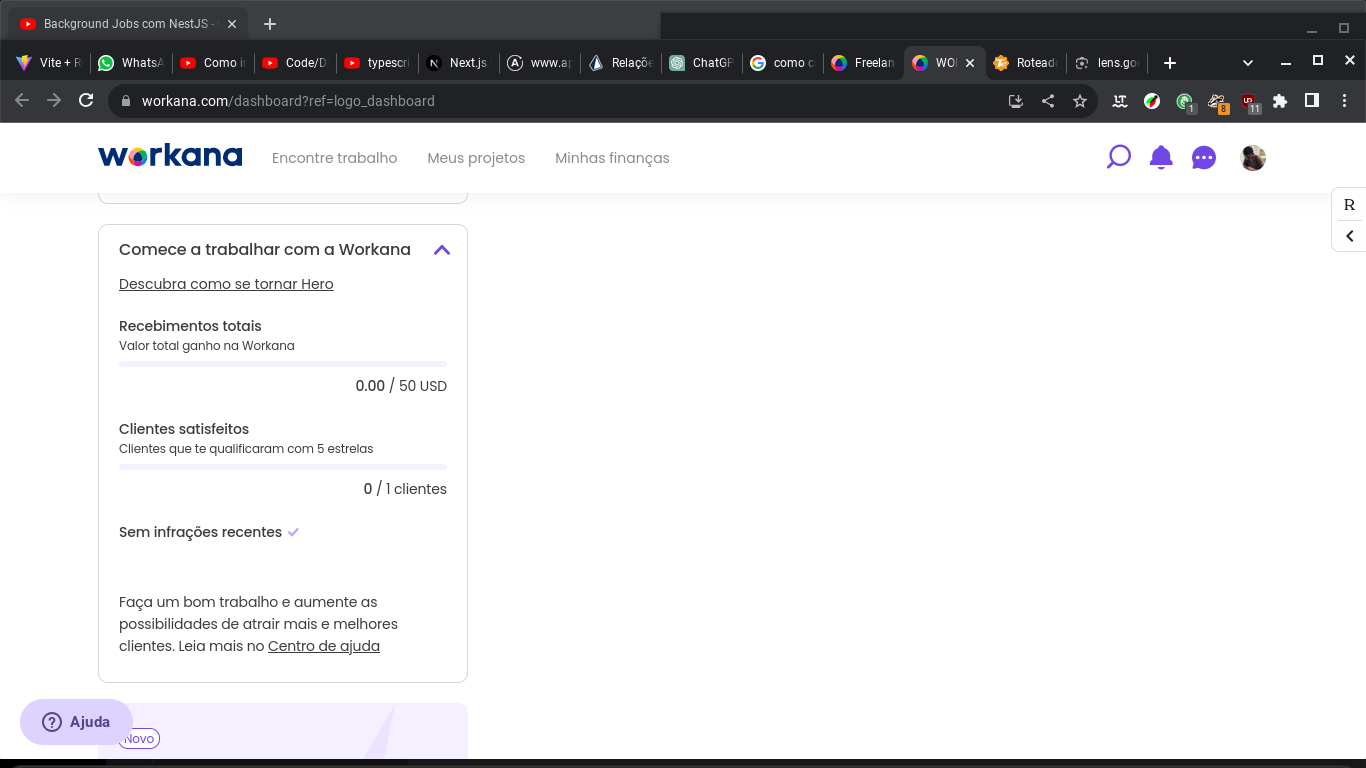 Background Jobs com NestJS -
Vite + R
WhatsA
Como i
Code/D
typescri
Next.js
www.ap
Relaçõe
ChatGP
como c
Freelan
WO
Roteado
lens.goo
workana.com/dashboard?ref=logo_dashboard
1
8
11
workana
Encontre trabalho
Meus projetos
Minhas finanças
R
Comece a trabalhar com a Workana
Descubra como se tornar Hero
Recebimentos totais
Valor total ganho na Workana
0.00 / 50 USD
Clientes satisfeitos
Clientes que te qualificaram com 5 estrelas
0 / 1 clientes
Sem infrações recentes
Faça um bom trabalho e aumente as
possibilidades de atrair mais e melhores
clientes. Leia mais no Centro de ajuda
Ajuda
Novo